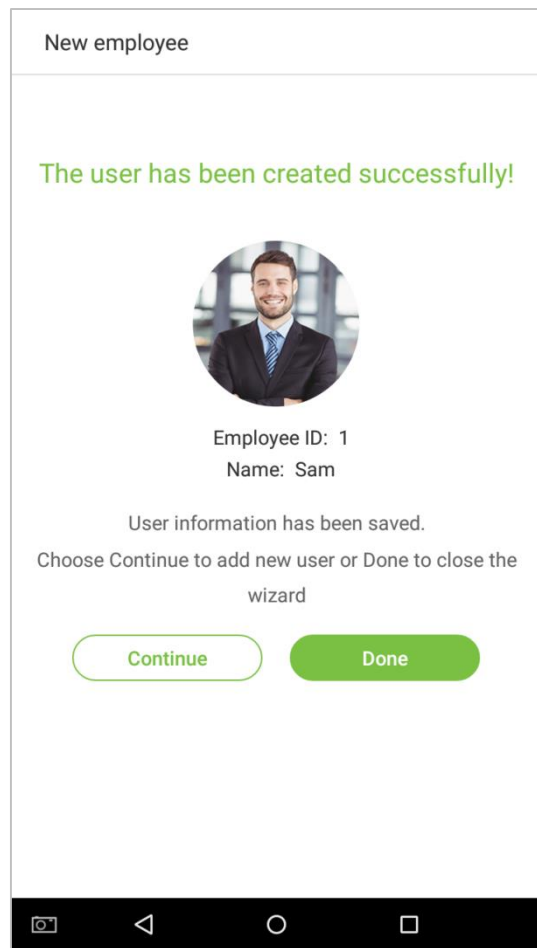 New employee
The user has been created successfully!
Employee ID: 1
Name: Sam
User information has been saved.
Choose Continue to add new user or Done to close the
wizard
Continue
Done